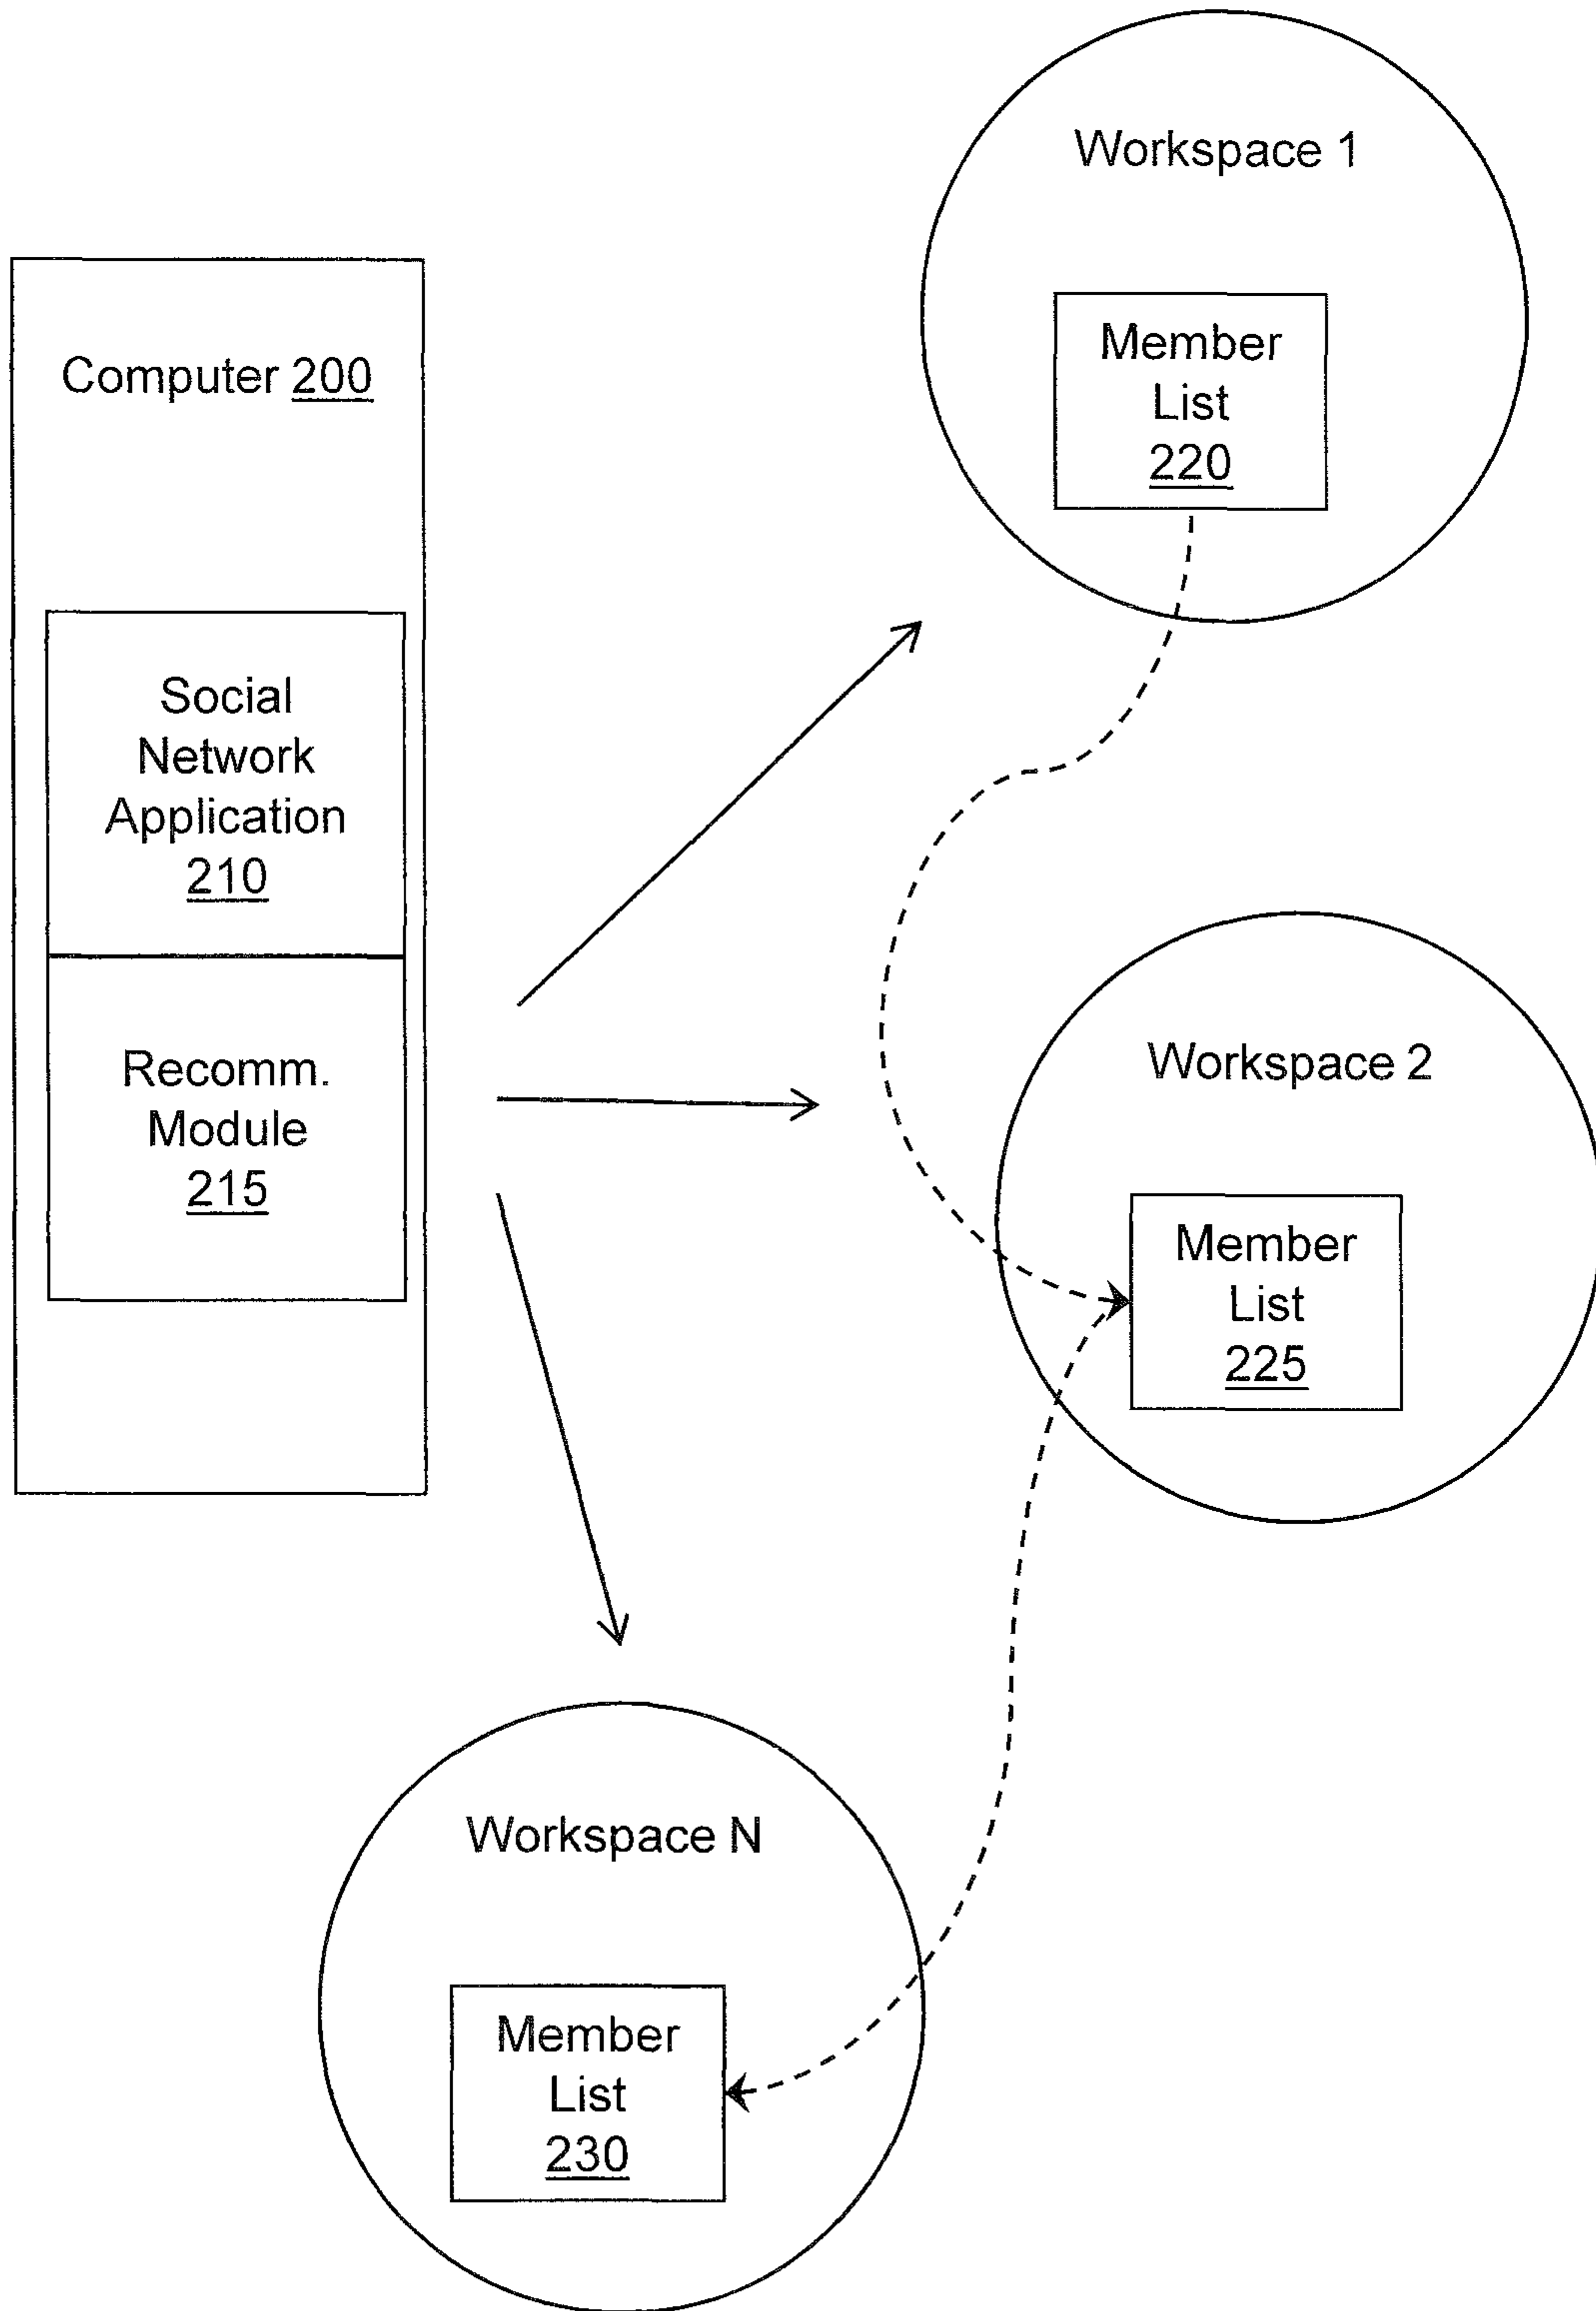 Computer 200
Social
Network
Application
210
Recomm.
Module
215
Workspace 1
Member
List
220
Workspace 2
Member
List
225
Workspace N
Member
List
230